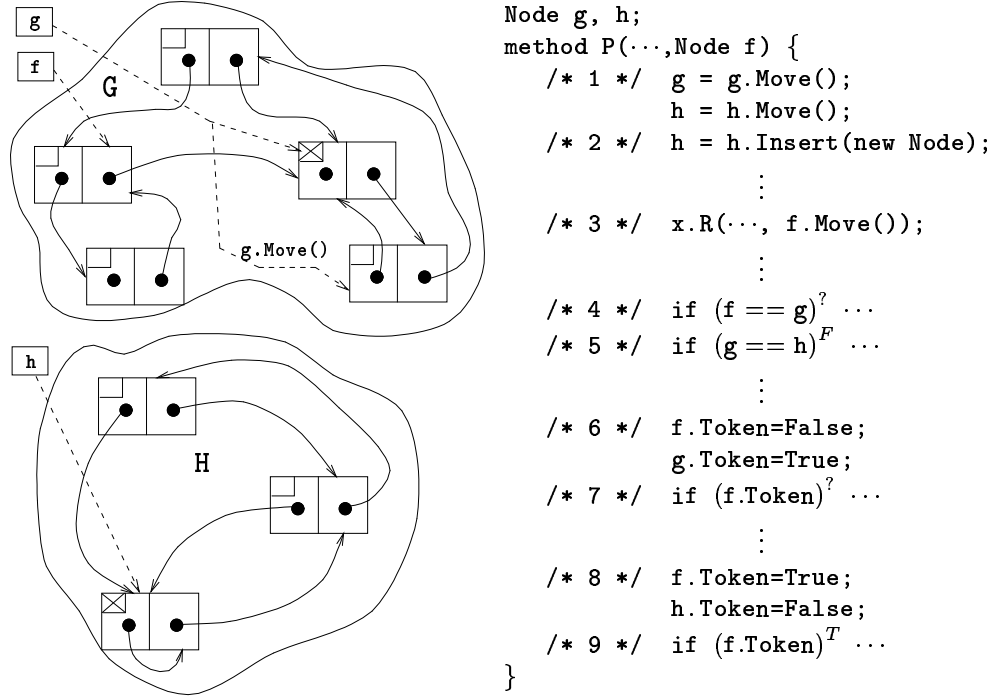 g
f
G
g.Move()
h
H
Node g, h;
method P(⋯,Node f) {
/* 1 */ g = g.Move();
h = h.Move();
/* 2 */ h = h.Insert(new Node);
⋮
/* 3 */ x.R(⋯, f.Move());
⋮
/* 4 */ if (f == g)? ⋯
/* 5 */ if (g == h)F ⋯
⋮
/* 6 */ f.Token=False;
g.Token=True;
/* 7 */ if (f.Token)? ⋯
⋮
/* 8 */ f.Token=True;
h.Token=False;
/* 9 */ if (f.Token)T ⋯
}